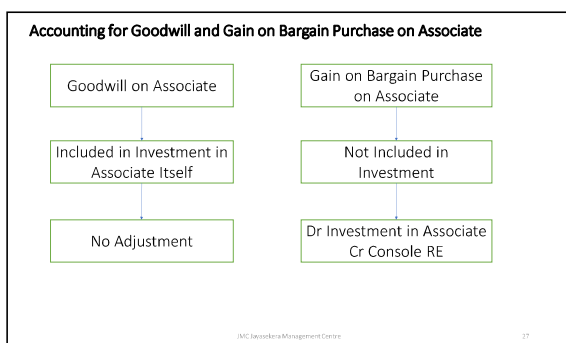 Accounting for Goodwill and Gain on Bargain Purchase on Associate
Goodwill on Associate
Included in Investment in
Associate Itself
No Adjustment
Gain on Bargain Purchase
on Associate
Not Included in
Investment
Dr Investment in Associate
Cr Console RE
JMC Jayasekera Management Centre
27